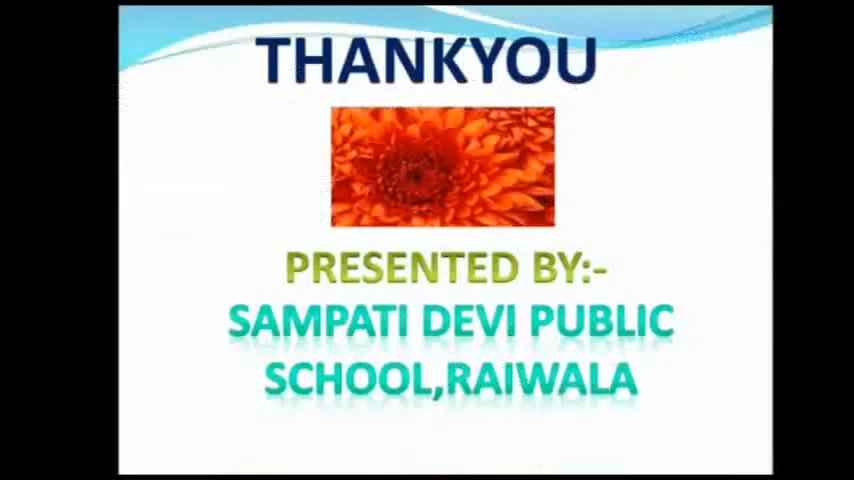 THANKYOU
PRESENTED BY:-
SAMPATI DEVI PUBLIC
SCHOOL,RAIWALA